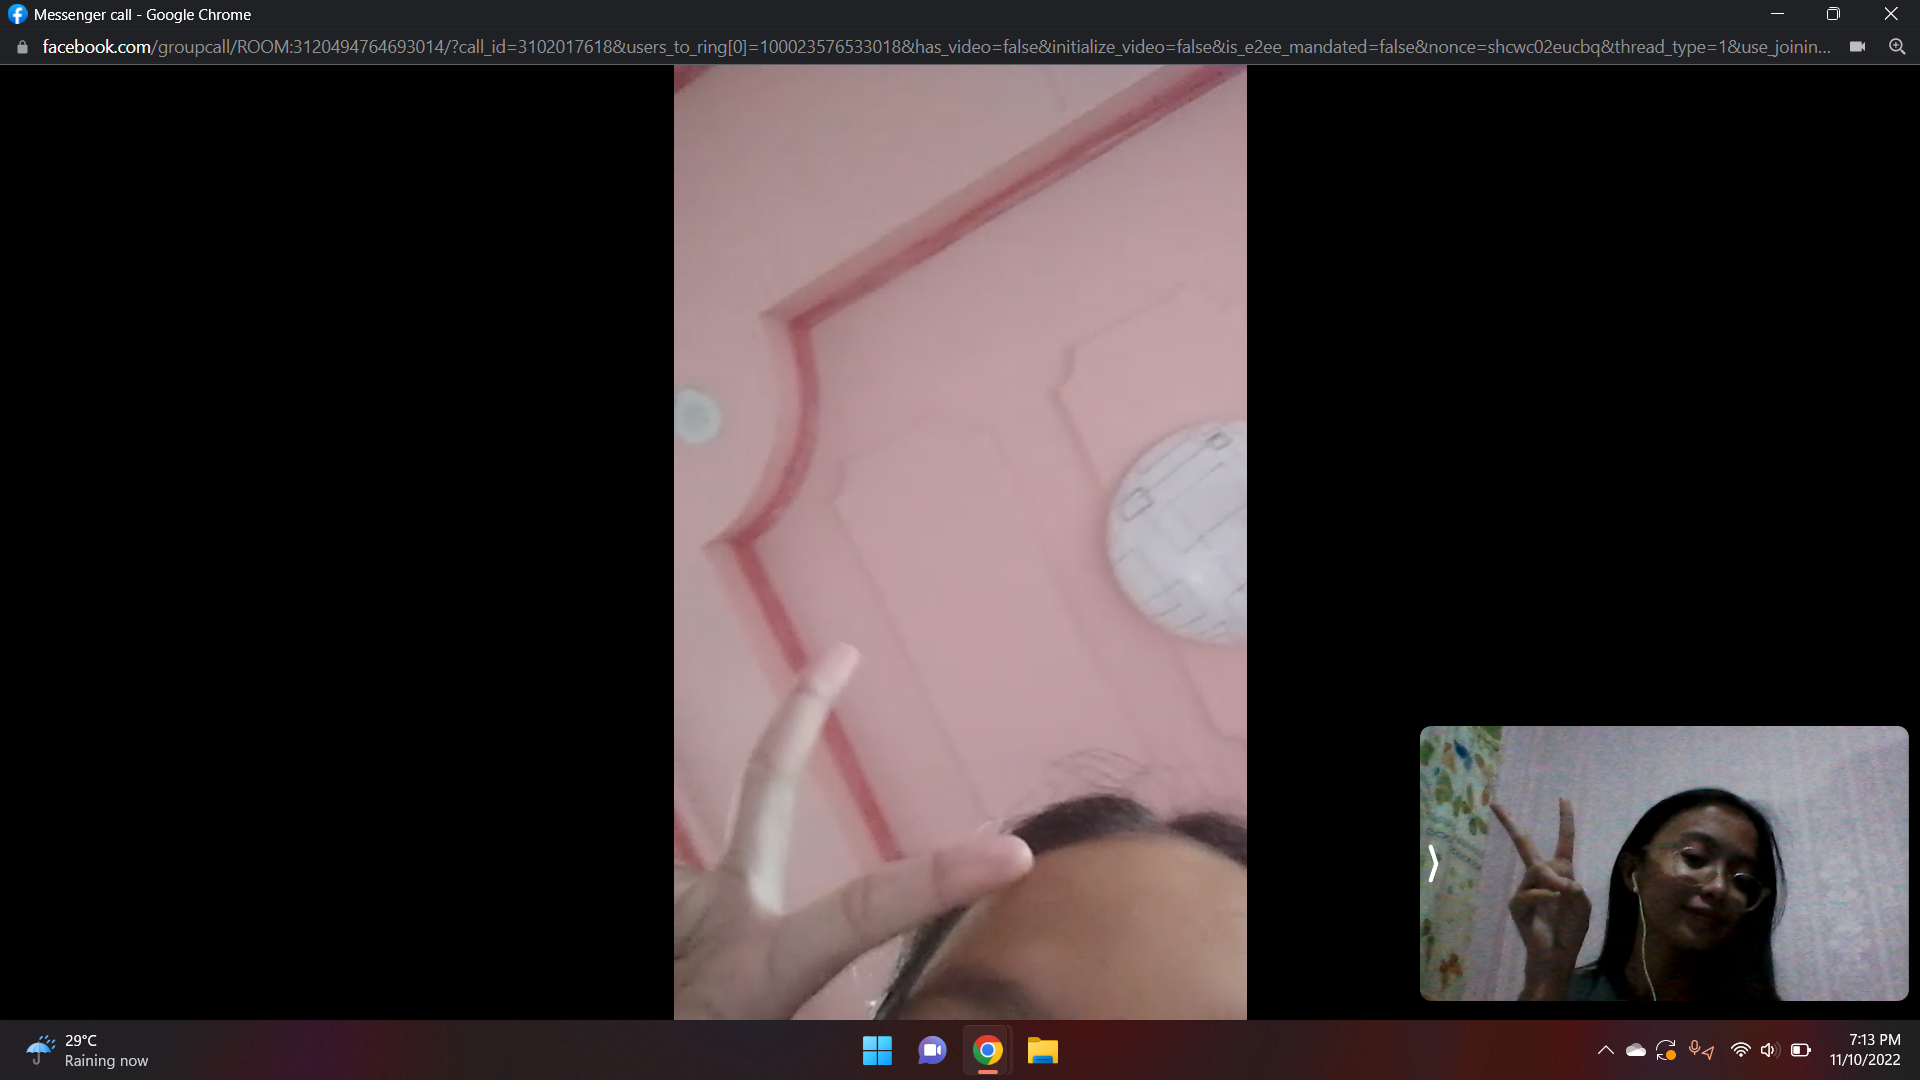 Messenger call - Google Chrome
facebook.com/groupcall/ROOM:3120494764693014/?call_id=3102017618&users_to_ring[0]=100023576533018&has_video=false&initialize_video=false&is_e2ee_mandated=false&nonce=shcwc02eucbq&thread_type=1&use_joinin...
29°C
Raining now
7:13 PM
11/10/2022